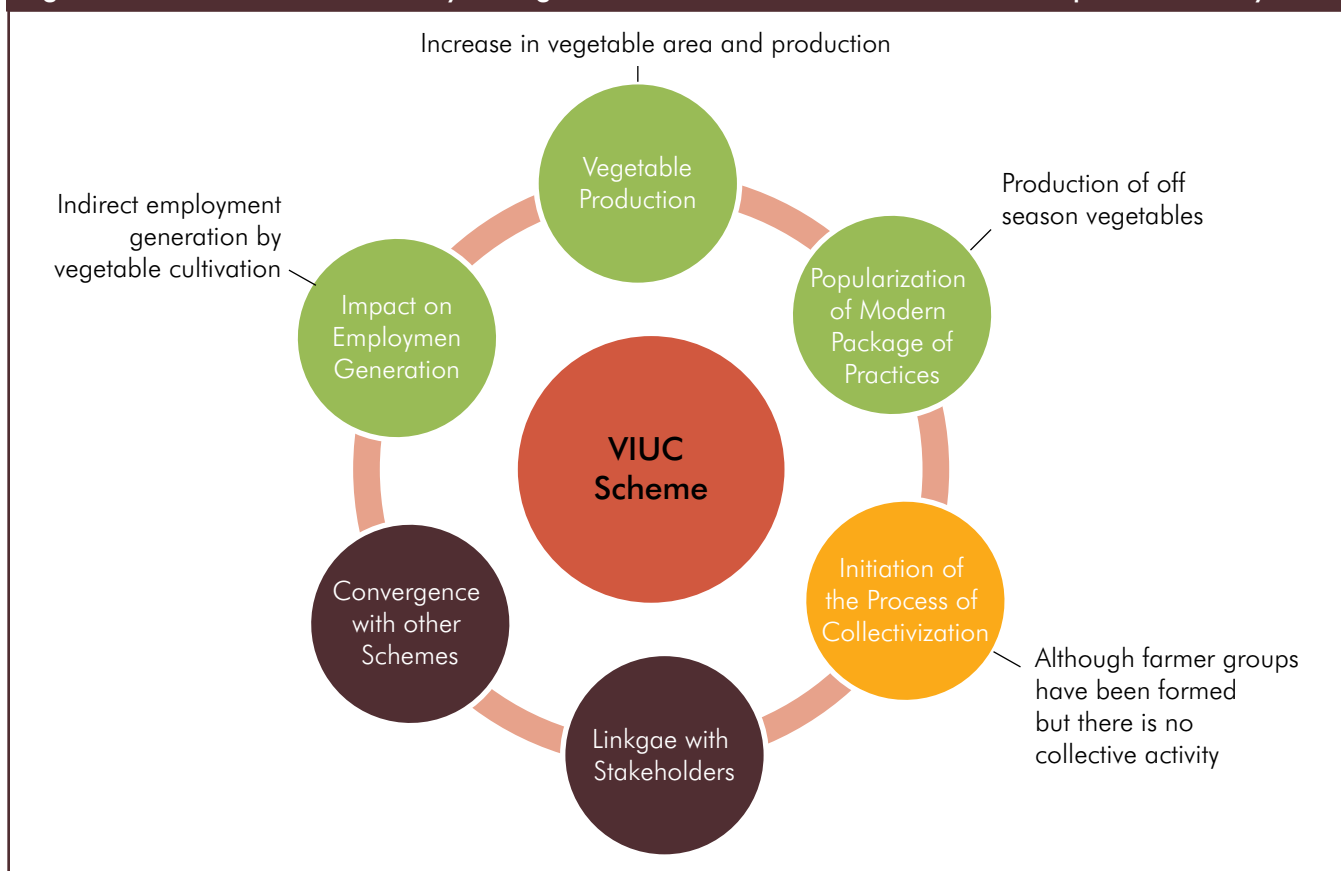 Increase in vegetable area and production
Vegetable
Production
Production of off
season vegetables
Indirect employment
generation by
vegetable cultivation
Popularization
of Modern
Package of
Practices
Impact on
Employmen
Generation
VIUC
Scheme
Initiation of
the Process of
Collectivization
Convergence
with other
Schemes
Although farmer groups
have been formed
but there is no
collective activity
Linkgae with
Stakeholders